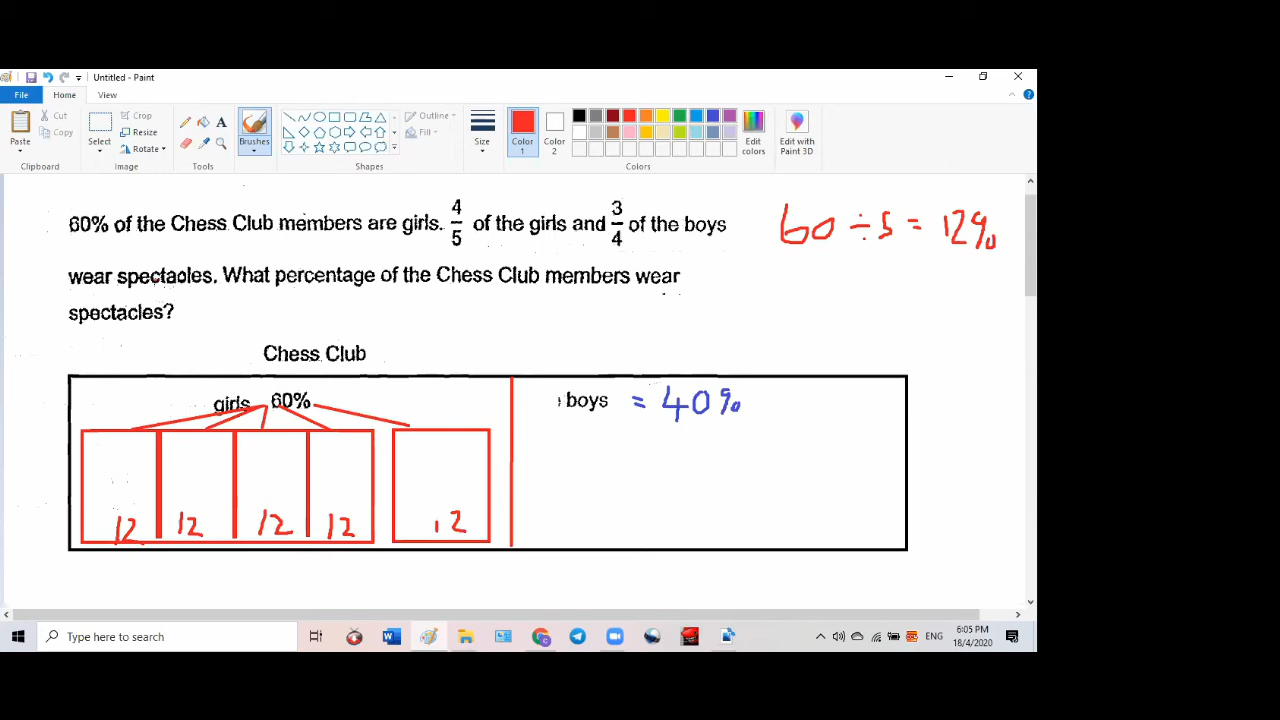 Untitled - Paint
File Home View
Cut
Copy
Paste
Clipboard
Select
Crop
Resize
Rotate
Image
Tools
Brushes
Outline
Fill
Shapes
Size
Color 1
Color 2
Edit colors
Edit with Paint 3D
Colors
60% of the Chess Club members are girls. 4/5 of the girls and 3/4 of the boys
60 ÷ 5 = 12%
wear spectacles. What percentage of the Chess Club members wear
spectacles?
Chess Club
girls 60%
boys = 40%
12 12 12 12 12
Type here to search
ENG
6:05 PM
18/4/2020